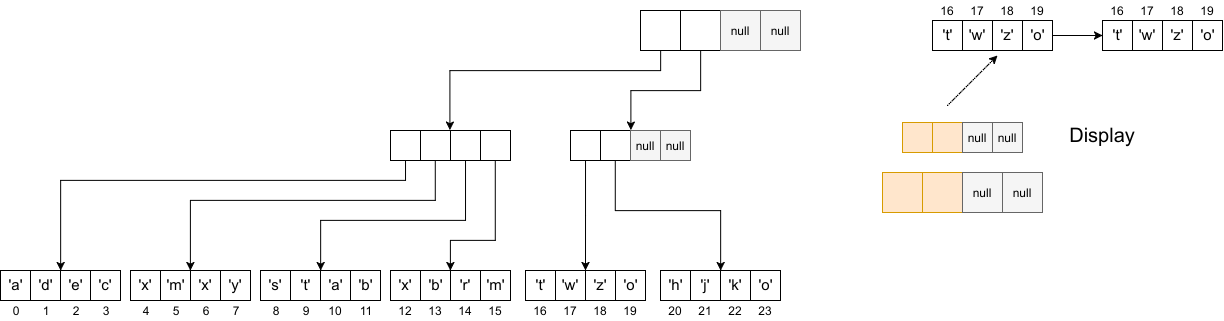 16 17 18 19 16 17 18 19
null null 't' 'w' 'z' 'o' 't' 'w' 'z' 'o'
null null null null Display
null null
'a' 'd' 'e' 'c' 'x' 'm' 'x' 'y' 's' 't' 'a' 'b' 'x' 'b' 'r' 'm' 't' 'w' 'z' 'o' 'h' 'j' 'k' 'o'
0 1 2 3 4 5 6 7 8 9 10 11 12 13 14 15 16 17 18 19 20 21 22 23